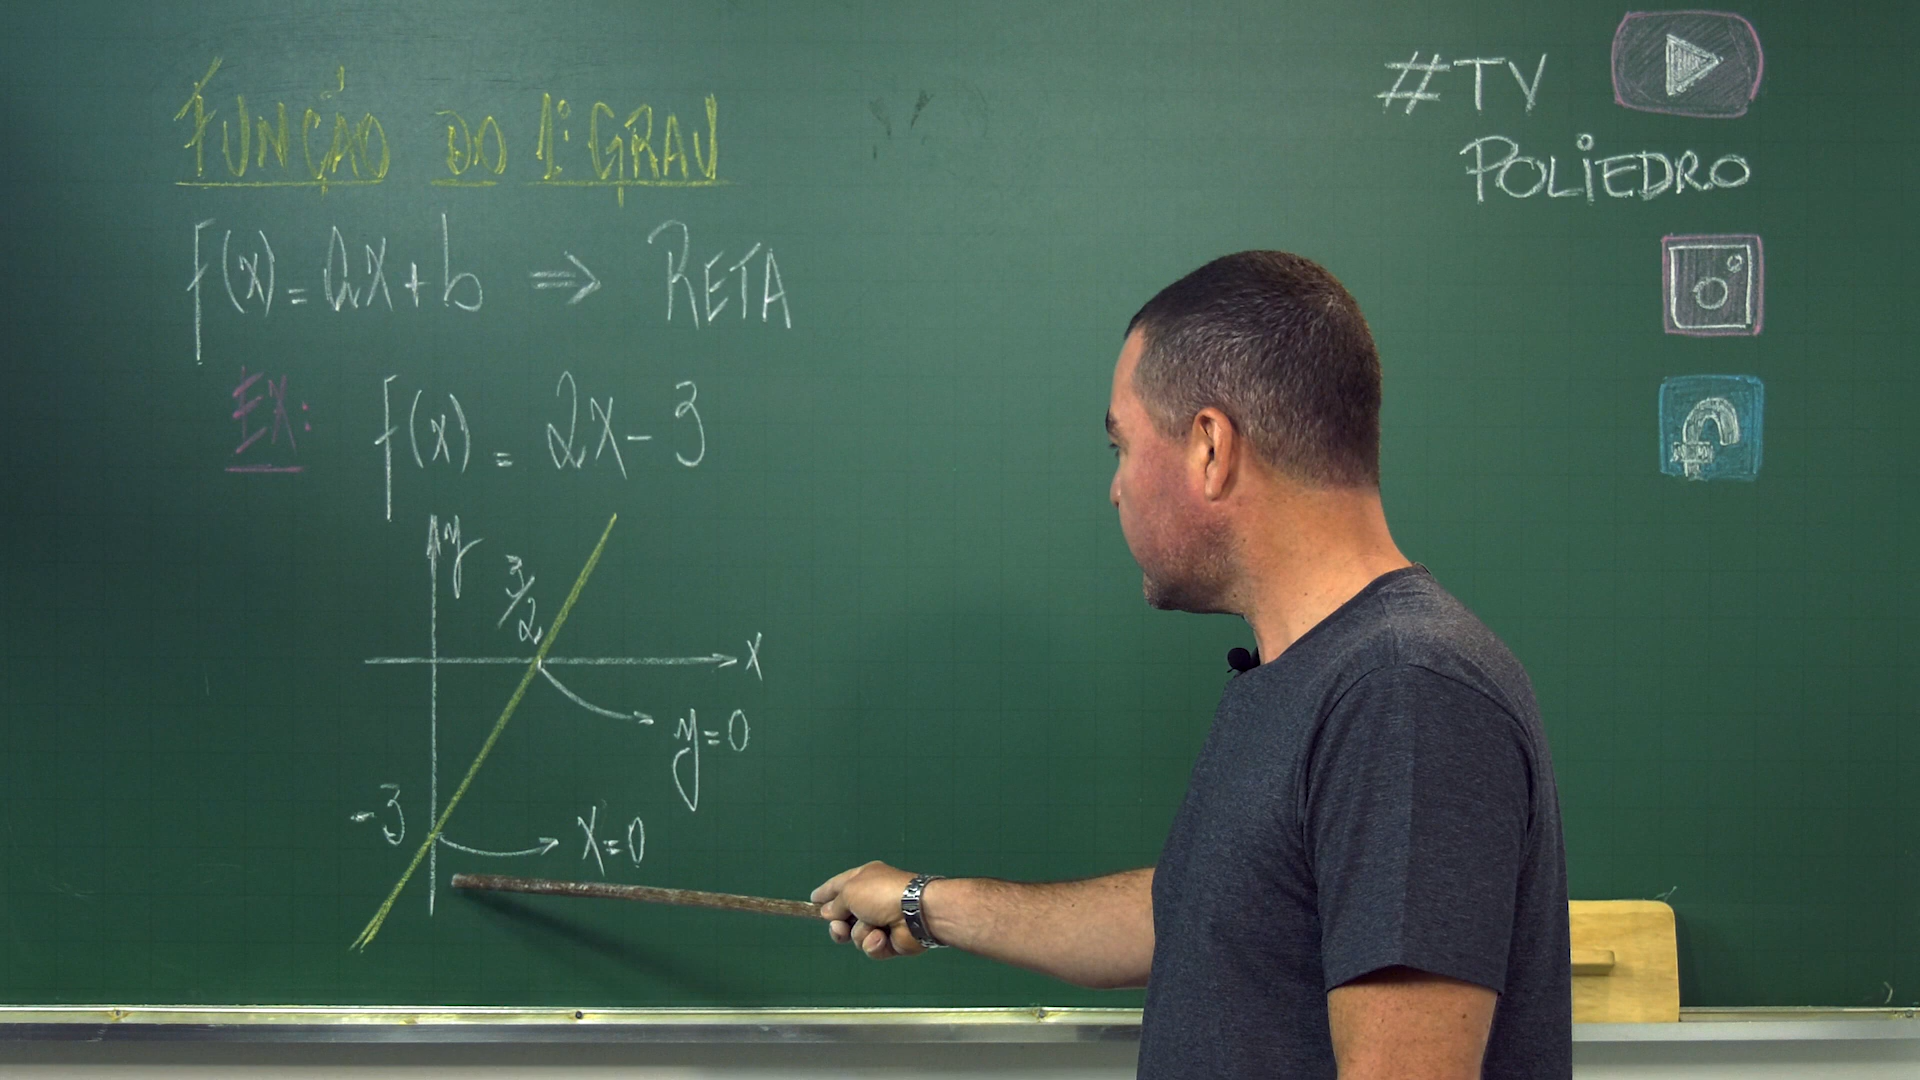 FUNÇÃO DO 1º GRAU
f(x) = ax + b ⇒ RETA
EX: f(x) = 2x - 3
y
3/2
x
y=0
-3
x=0
#TV
POLIEDRO